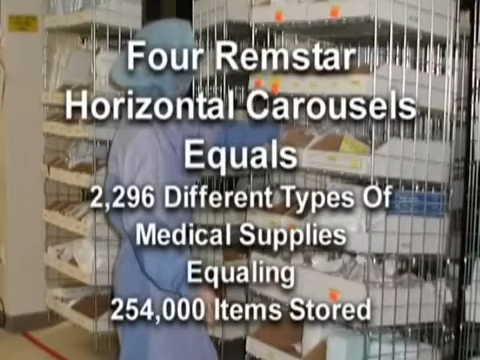 Four Remstar
Horizontal Carousels
Equals
2,296 Different Types Of
Medical Supplies
Equaling
254,000 Items Stored